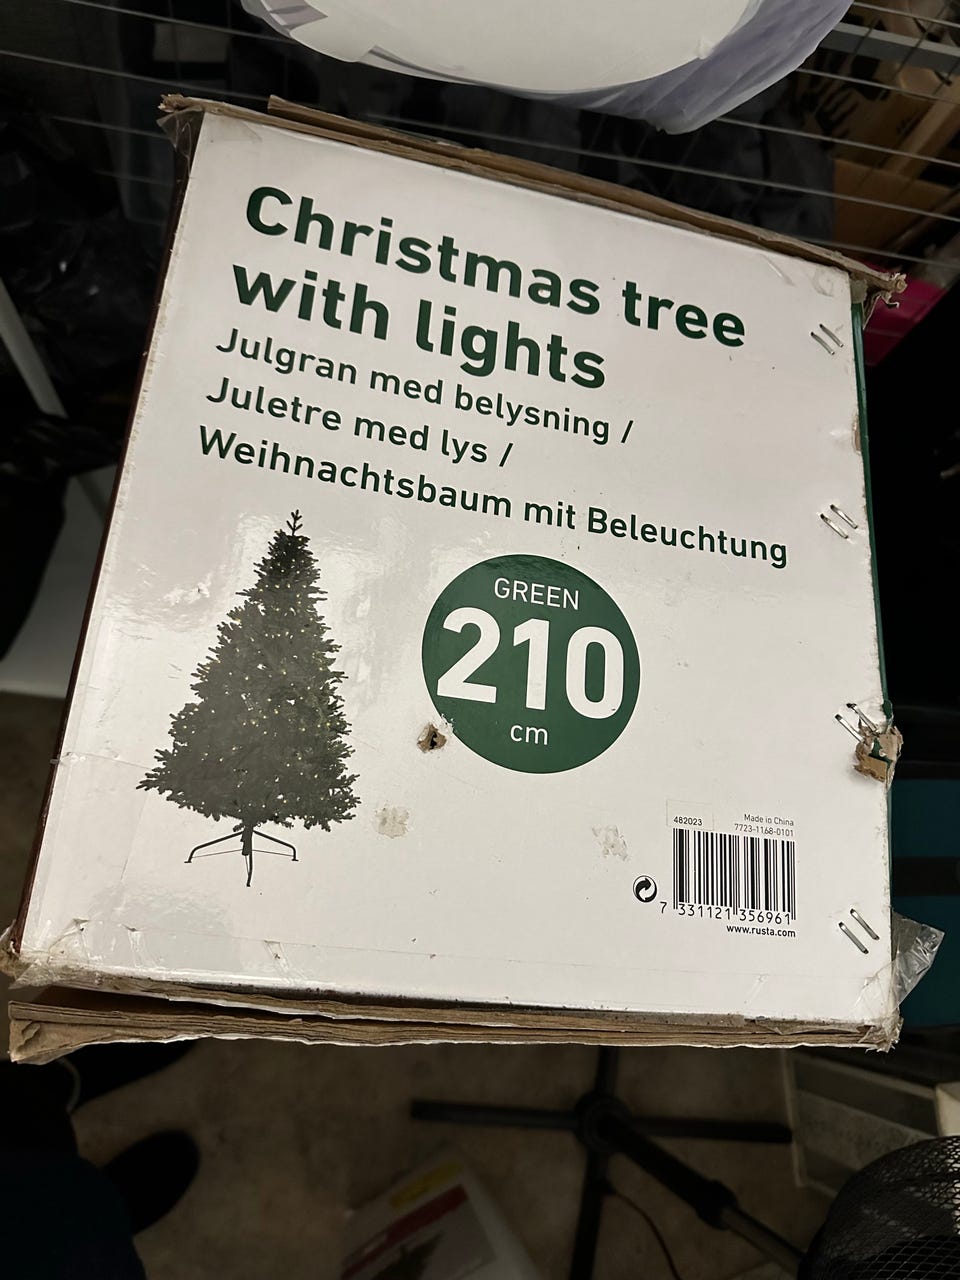 Christmas tree
with lights
Julgran med belysning /
Juletre med lys /
Weihnachtsbaum mit Beleuchtung
GREEN
210
cm
482023
Made in China
7723-1168-0101
7 331121 356961
www.rusta.com